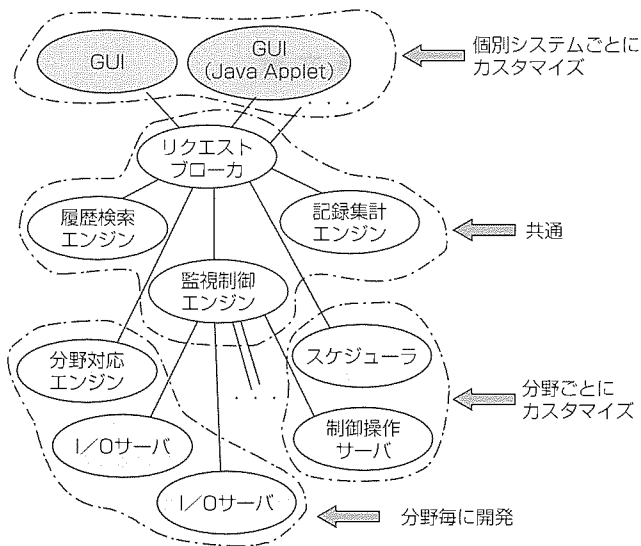 GUI
GUI
(Java Applet)
個別システムごとに
カスタマイズ
リクエスト
ブローカ
履歴検索
エンジン
記録集計
エンジン
共通
監視制御
エンジン
分野対応
エンジン
スケジューラ
分野ごとに
カスタマイズ
I/Oサーバ
制御操作
サーバ
I/Oサーバ
分野毎に開発